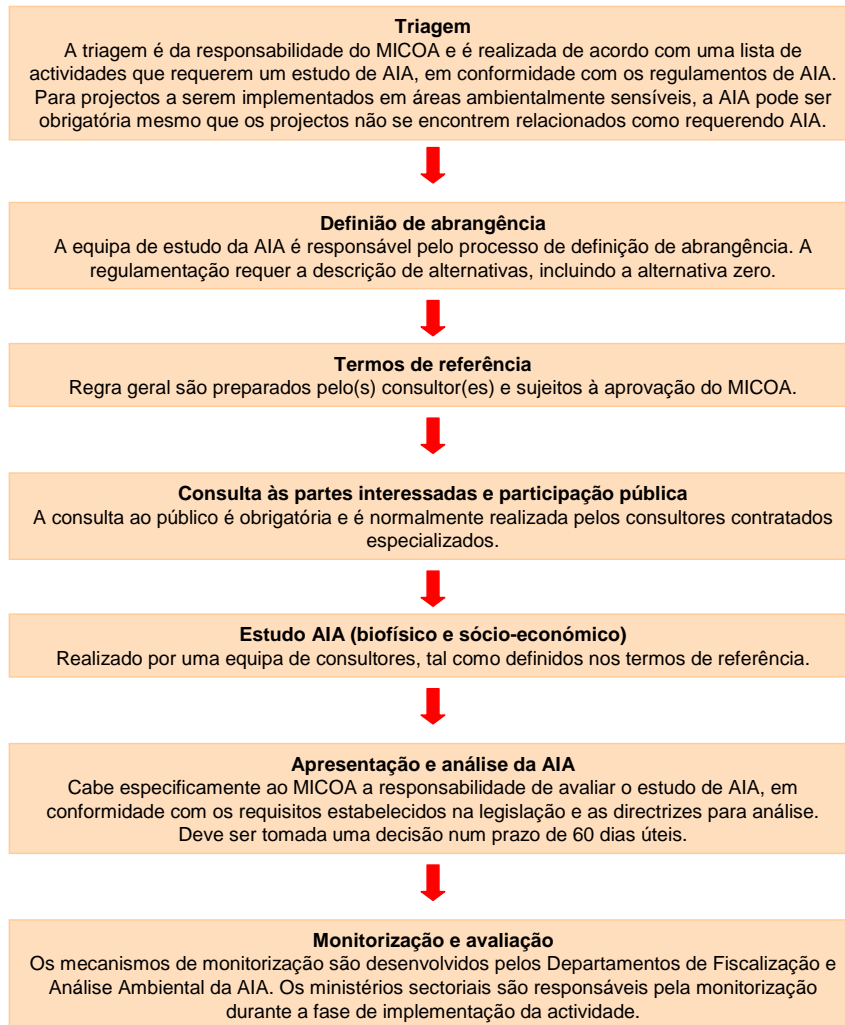 Triagem
A triagem é da responsabilidade do MICOA e é realizada de acordo com uma lista de
actividades que requerem um estudo de AIA, em conformidade com os regulamentos de AIA.
Para projectos a serem implementados em áreas ambientalmente sensíveis, a AIA pode ser
obrigatória mesmo que os projectos não se encontrem relacionados como requerendo AIA.
Definião de abrangência
A equipa de estudo da AIA é responsável pelo processo de definição de abrangência. A
regulamentação requer a descrição de alternativas, incluindo a alternativa zero.
Termos de referência
Regra geral são preparados pelo(s) consultor(es) e sujeitos à aprovação do MICOA.
Consulta às partes interessadas e participação pública
A consulta ao público é obrigatória e é normalmente realizada pelos consultores contratados
especializados.
Estudo AIA (biofísico e sócio-económico)
Realizado por uma equipa de consultores, tal como definidos nos termos de referência.
Apresentação e análise da AIA
Cabe especificamente ao MICOA a responsabilidade de avaliar o estudo de AIA, em
conformidade com os requisitos estabelecidos na legislação e as directrizes para análise.
Deve ser tomada uma decisão num prazo de 60 dias úteis.
Monitorização e avaliação
Os mecanismos de monitorização são desenvolvidos pelos Departamentos de Fiscalização e
Análise Ambiental da AIA. Os ministérios sectoriais são responsáveis pela monitorização
durante a fase de implementação da actividade.